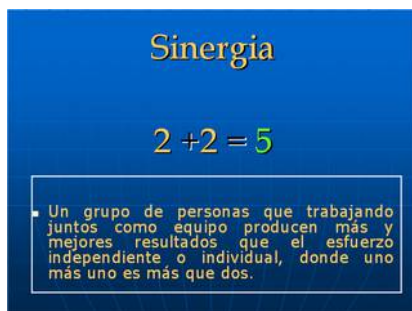 Sinergia
2 +2 = 5
Un grupo de personas que trabajando
juntos como equipo producen más y
mejores resultados que el esfuerzo
independiente o individual, donde uno
más uno es más que dos.